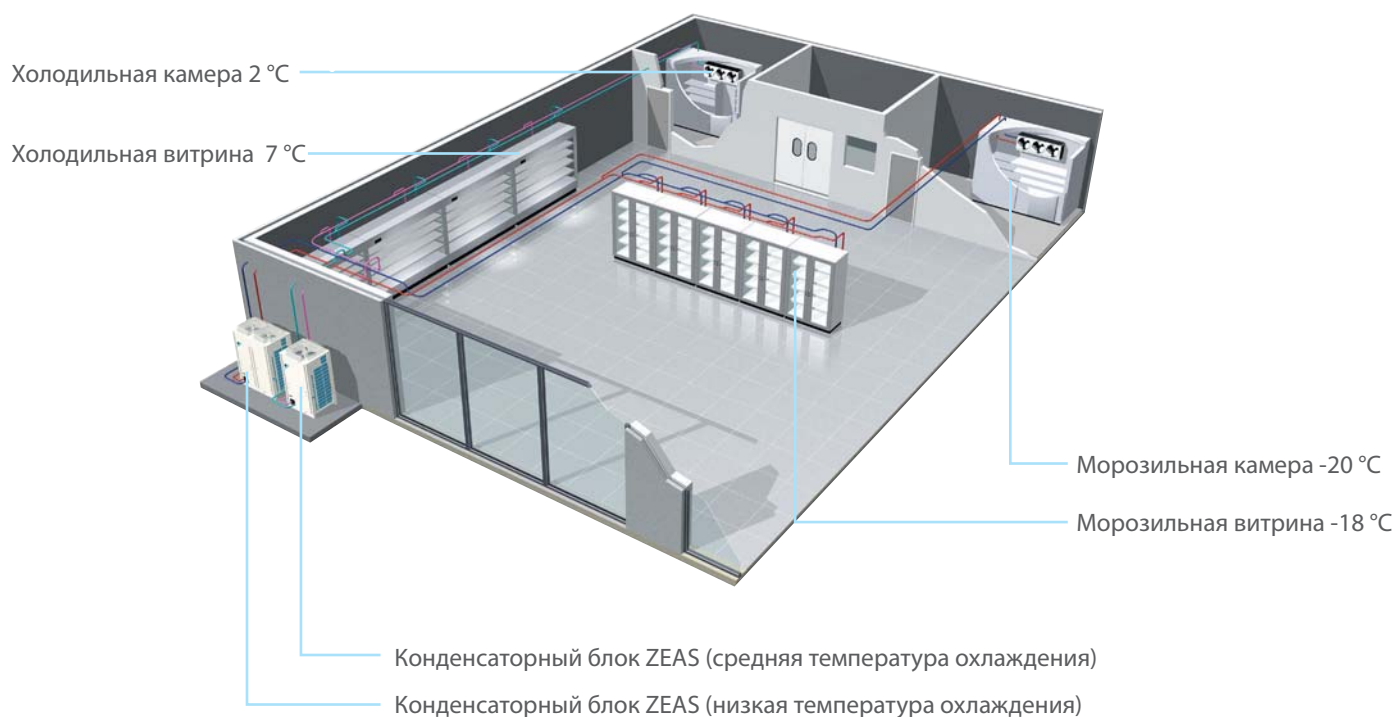 Холодильная камера 2 °C
Холодильная витрина 7 °C
Морозильная камера -20 °C
Морозильная витрина -18 °C
Конденсаторный блок ZEAS (средняя температура охлаждения)
Конденсаторный блок ZEAS (низкая температура охлаждения)